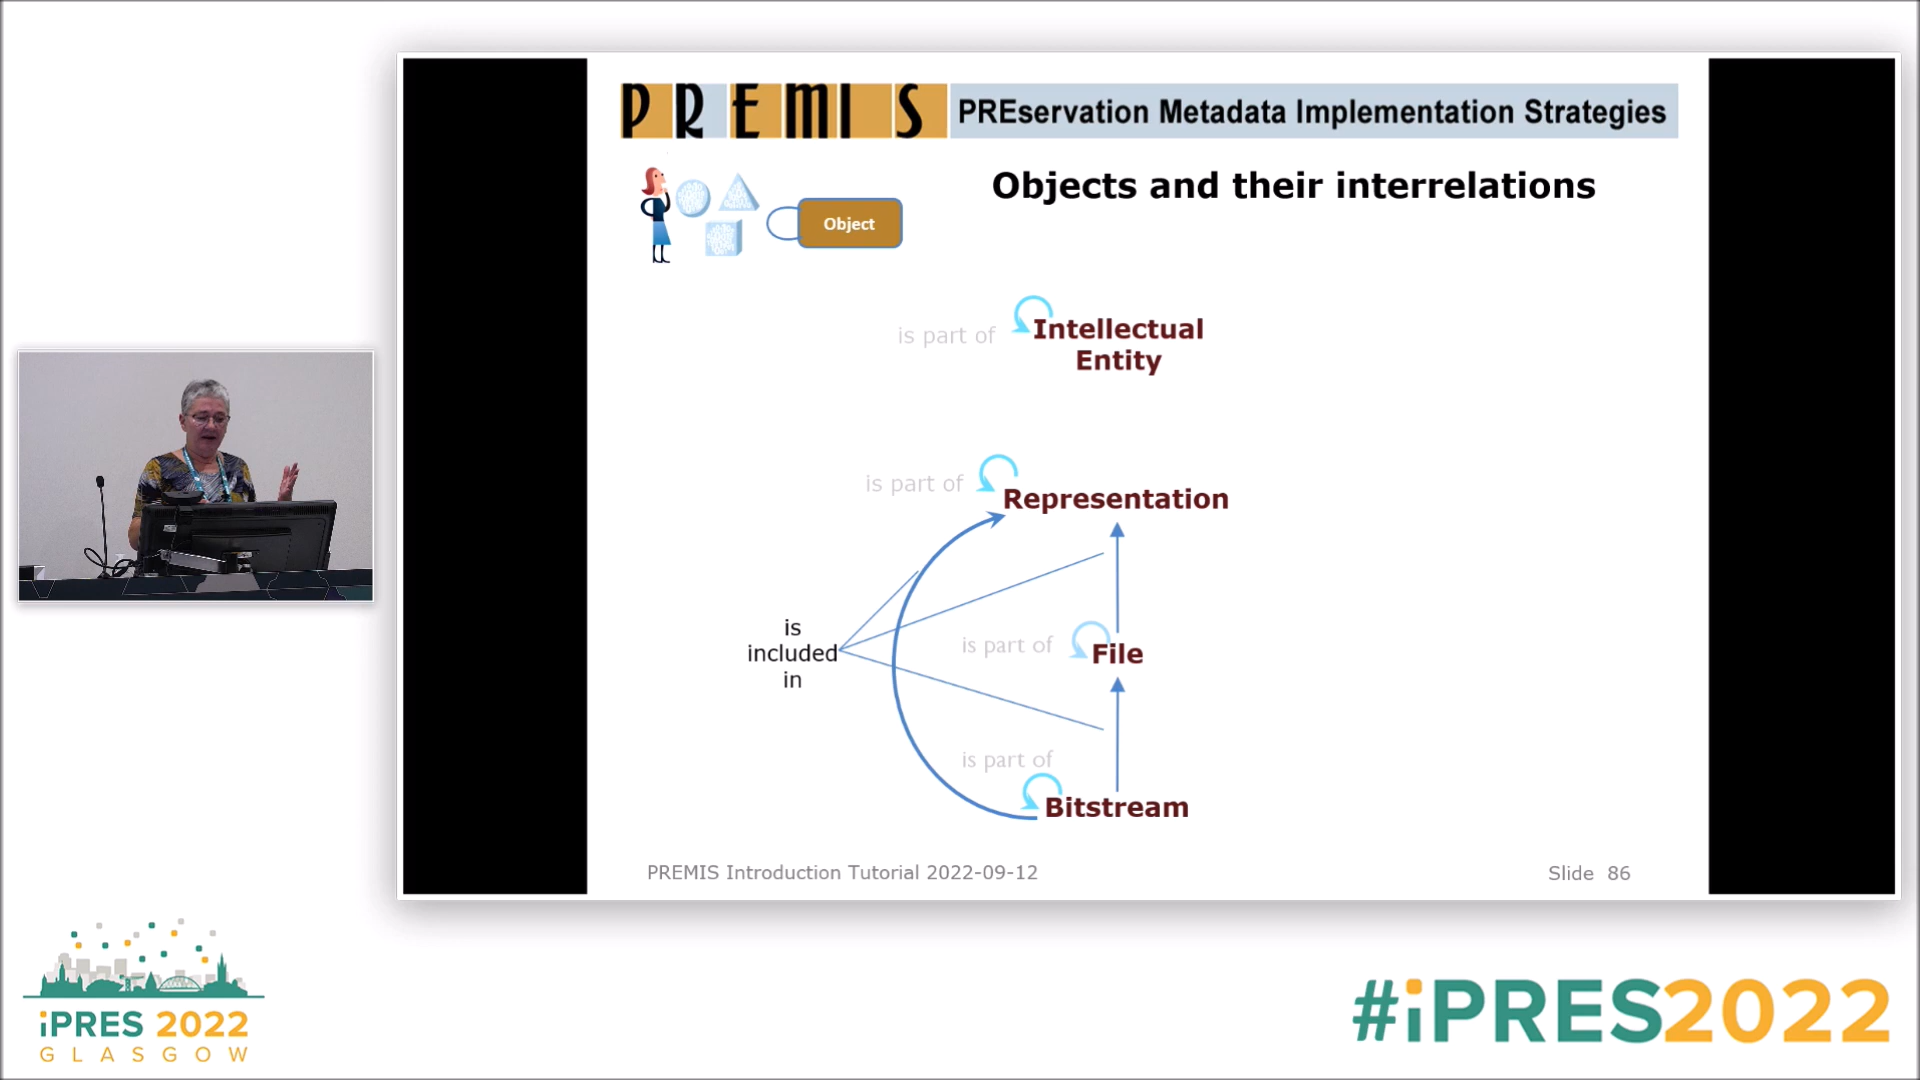 PREMIS PREservation Metadata Implementation Strategies
Objects and their interrelations
Object
is part of
Intellectual
Entity
is part of
Representation
is
included
in
is part of
File
is part of
Bitstream
PREMIS Introduction Tutorial 2022-09-12
Slide 86
iPRES 2022
GLASGOW
#iPRES2022